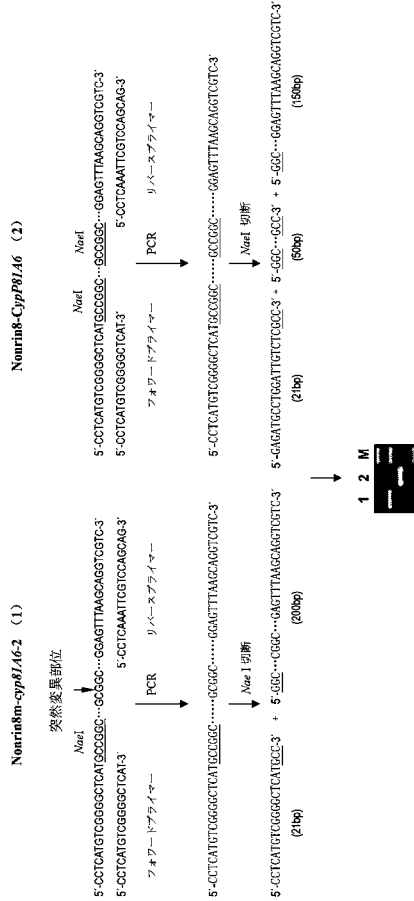 Nonrin8m-cyp81A6-2 (1)
突然変異部位
NaeI
5´-CCTCATGTCGGGGCTCATGCCGGC···GCGGC···GGAGTTTAAGCAGGTCGTC-3´
5´-CCTCATGTCGGGGCTCAT-3´ 5´-CCTCAAATTCGTCCAGCAG-3´
フォワードプライマー PCR リバースプライマー
5´-CCTCATGTCGGGGCTCATGCCGGC······GCGGC······GGAGTTTAAGCAGGTCGTC-3´
Nae I 切断
5´-CCTCATGTCGGGGCTCATGCC-3´ + 5´-GGC···CGGC···GAGTTTAAGCAGGTCGTC-3´
(21bp) (200bp)
Nonrin8-CypP81A6 (2)
NaeI NaeI
5´-CCTCATGTCGGGGCTCATGCCGGC···GCCGGC···GGAGTTTAAGCAGGTCGTC-3´
5´-CCTCATGTCGGGGCTCAT-3´ 5´-CCTCAAATTCGTCCAGCAG-3´
フォワードプライマー PCR リバースプライマー
5´-CCTCATGTCGGGGCTCATGCCGGC······GCCGGC······GGAGTTTAAGCAGGTCGTC-3´
NaeI 切断
5´-GAGATGCCTGGATTGTCTCGCC-3´ + 5´-GGC···GCC-3´ + 5´-GGC···GGAGTTTAAGCAGGTCGTC-3´
(21bp) (50bp) (150bp)
1 2 M